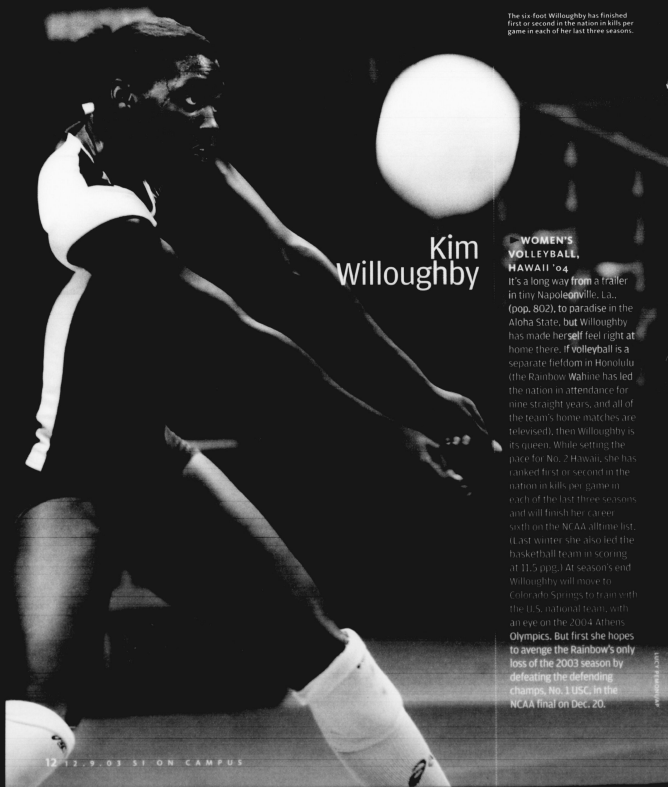 The six-foot Willoughby has finished
first or second in the nation in kills per
game in each of her last three seasons.
Kim
Willoughby
WOMEN'S
VOLLEYBALL,
HAWAII '04
It's a long way from a trailer
in tiny Napoleonville, La.,
(pop. 802), to paradise in the
Aloha State, but Willoughby
has made herself feel right at
home there. If volleyball is a
separate fiefdom in Honolulu
(the Rainbow Wahine has led
the nation in attendance for
nine straight years, and all of
the team's home matches are
televised), then Willoughby is
its queen. While setting the
pace for No. 2 Hawaii, she has
ranked first or second in the
nation in kills per game in
each of the last three seasons
and will finish her career
sixth on the NCAA alltime list.
(Last winter she also led the
basketball team in scoring
at 11.5 ppg.) At season's end
Willoughby will move to
Colorado Springs to train with
the U.S. national team, with
an eye on the 2004 Athens
Olympics. But first she hopes
to avenge the Rainbow's only
loss of the 2003 season by
defeating the defending
champs, No. 1 USC, in the
NCAA final on Dec. 20.
12 12.9.03 SI ON CAMPUS